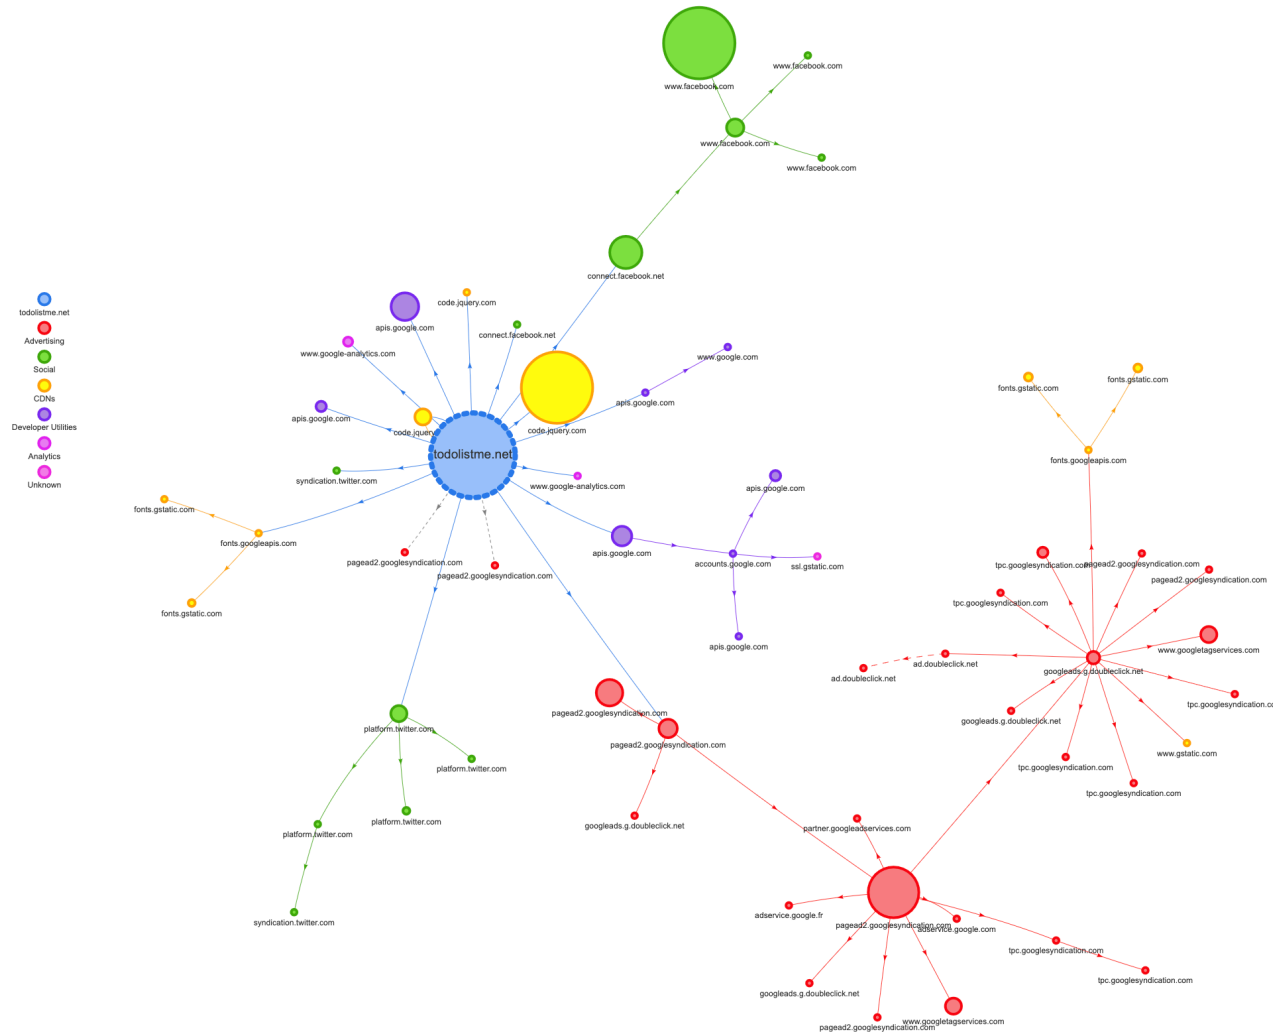 www.facebook.com
www.facebook.com
www.facebook.com
www.facebook.com
connect.facebook.net
todolistme.net
Advertising
Social
CDNs
Developer Utilities
Analytics
Unknown
code.jquery.com
apis.google.com
connect.facebook.net
www.google-analytics.com
www.google.com
apis.google.com
apis.google.com
code.jquery
code.jquery.com
todolistme.net
syndication.twitter.com
www.google-analytics.com
apis.google.com
fonts.gstatic.com
fonts.googleapis.com
fonts.gstatic.com
pagead2.googlesyndication.com
pagead2.googlesyndication.com
apis.google.com
accounts.google.com
ssl.gstatic.com
apis.google.com
fonts.gstatic.com
fonts.gstatic.com
fonts.googleapis.com
tpc.googlesyndication.com
pagead2.googlesyndication.com
pagead2.googlesyndication.com
tpc.googlesyndication.com
www.googletagservices.com
ad.doubleclick.net
ad.doubleclick.net
googleads.g.doubleclick.net
tpc.googlesyndication.co
googleads.g.doubleclick.net
www.gstatic.com
tpc.googlesyndication.com
tpc.googlesyndication.com
pagead2.googlesyndication.com
pagead2.googlesyndication.com
googleads.g.doubleclick.net
platform.twitter.com
platform.twitter.com
platform.twitter.com
platform.twitter.com
syndication.twitter.com
partner.googleadservices.com
adservice.google.fr
pagead2.googlesyndication.com
adservice.google.com
tpc.googlesyndication.com
tpc.googlesyndication.com
googleads.g.doubleclick.net
www.googletagservices.com
pagead2.googlesyndication.com